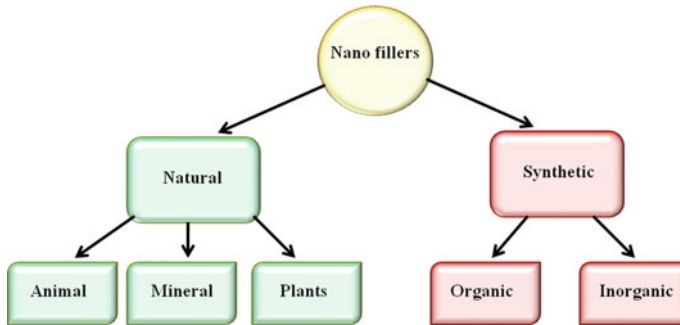 Nano fillers
Natural
Synthetic
Animal
Mineral
Plants
Organic
Inorganic